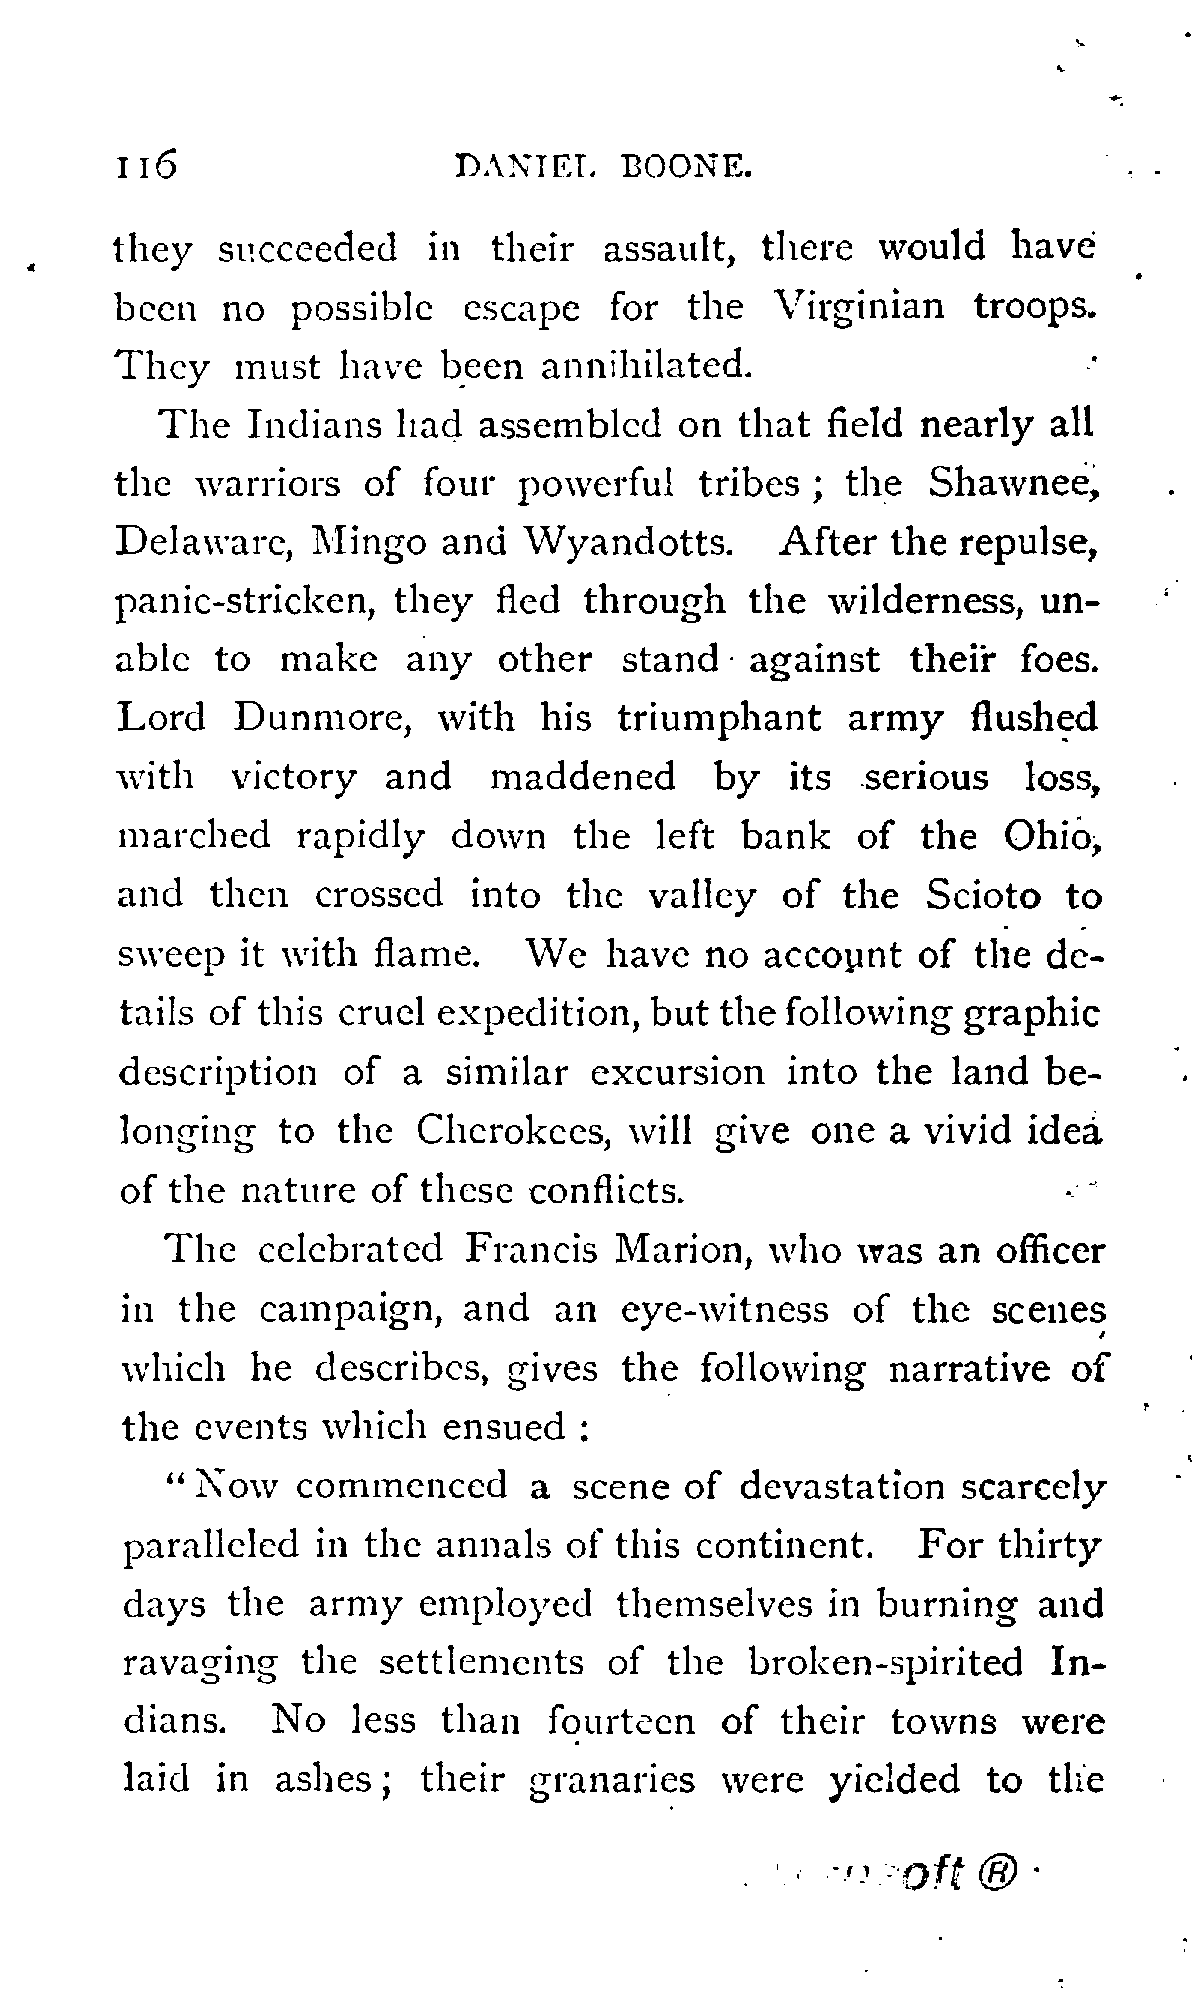 116 DANIEL BOONE.
they succeeded in their assault, there would have
been no possible escape for the Virginian troops.
They must have been annihilated.
The Indians had assembled on that field nearly all
the warriors of four powerful tribes ; the Shawnee,
Delaware, Mingo and Wyandotts. After the repulse,
panic-stricken, they fled through the wilderness, un-
able to make any other stand against their foes.
Lord Dunmore, with his triumphant army flushed
with victory and maddened by its serious loss,
marched rapidly down the left bank of the Ohio,
and then crossed into the valley of the Scioto to
sweep it with flame. We have no account of the de-
tails of this cruel expedition, but the following graphic
description of a similar excursion into the land be-
longing to the Cherokees, will give one a vivid idea
of the nature of these conflicts.
The celebrated Francis Marion, who was an officer
in the campaign, and an eye-witness of the scenes
which he describes, gives the following narrative of
the events which ensued :
“ Now commenced a scene of devastation scarcely
paralleled in the annals of this continent. For thirty
days the army employed themselves in burning and
ravaging the settlements of the broken-spirited In-
dians. No less than fourteen of their towns were
laid in ashes ; their granaries were yielded to the
®